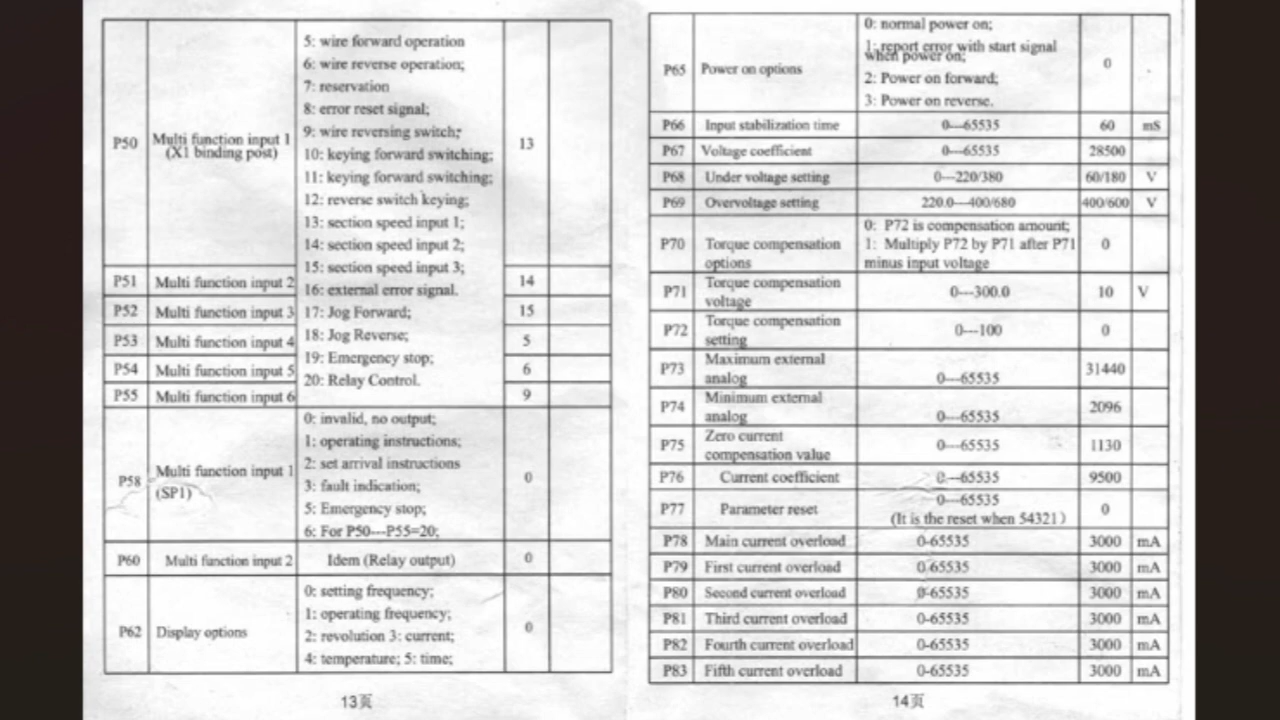 P50
Multi function input 1
(X1 binding post)
5: wire forward operation
6: wire reverse operation;
7: reservation
8: error reset signal;
9: wire reversing switch;
10: keying forward switching;
11: keying forward switching;
12: reverse switch keying;
13: section speed input 1;
14: section speed input 2;
15: section speed input 3;
16: external error signal.
17: Jog Forward;
18: Jog Reverse;
19: Emergency stop;
20: Relay Control.
13
P51 Multi function input 2 14
P52 Multi function input 3 15
P53 Multi function input 4 5
P54 Multi function input 5 6
P55 Multi function input 6 9
P58
Multi function input 1
(SP1)
0: invalid, no output;
1: operating instructions;
2: set arrival instructions
3: fault indication;
5: Emergency stop;
6: For P50---P55=20;
0
P60 Multi function input 2 Idem (Relay output) 0
P62 Display options
0: setting frequency;
1: operating frequency;
2: revolution 3: current;
4: temperature; 5: time;
0
13页
P65 Power on options
0: normal power on;
1: report error with start signal
when power on;
2: Power on forward;
3: Power on reverse.
0
P66 Input stabilization time 0---65535 60 mS
P67 Voltage coefficient 0---65535 28500
P68 Under voltage setting 0---220/380 60/180 V
P69 Overvoltage setting 220.0---400/680 400/600 V
P70 Torque compensation
options
0: P72 is compensation amount;
1: Multiply P72 by P71 after P71
minus input voltage
0
P71 Torque compensation
voltage
0---300.0 10 V
P72 Torque compensation
setting
0---100 0
P73 Maximum external
analog
0---65535 31440
P74 Minimum external
analog
0---65535 2096
P75 Zero current
compensation value
0---65535 1130
P76 Current coefficient 0---65535 9500
P77 Parameter reset
0---65535
(It is the reset when 54321)
0
P78 Main current overload 0-65535 3000 mA
P79 First current overload 0-65535 3000 mA
P80 Second current overload 0-65535 3000 mA
P81 Third current overload 0-65535 3000 mA
P82 Fourth current overload 0-65535 3000 mA
P83 Fifth current overload 0-65535 3000 mA
14页